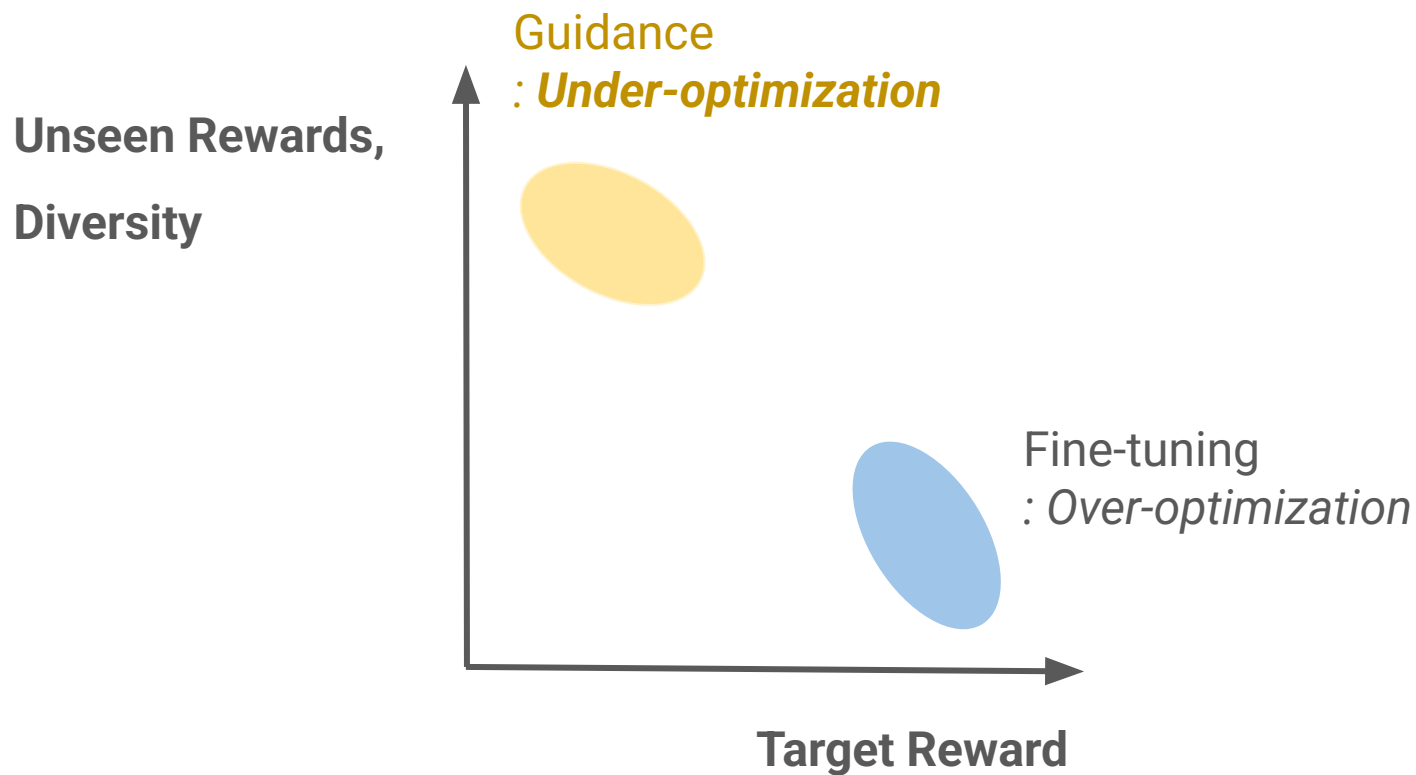 Guidance
: Under-optimization
Unseen Rewards,
Diversity
Fine-tuning
: Over-optimization
Target Reward